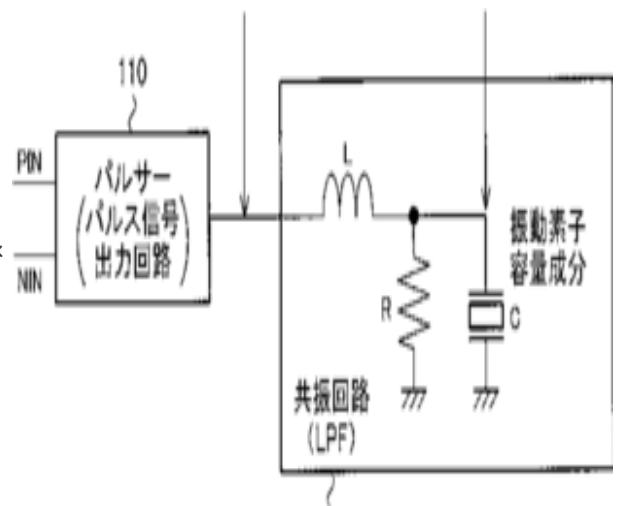 110
PIN
NIN
パルサー
(パルス信号
出力回路)
L
R
C
振動素子
容量成分
共振回路
(LPF)